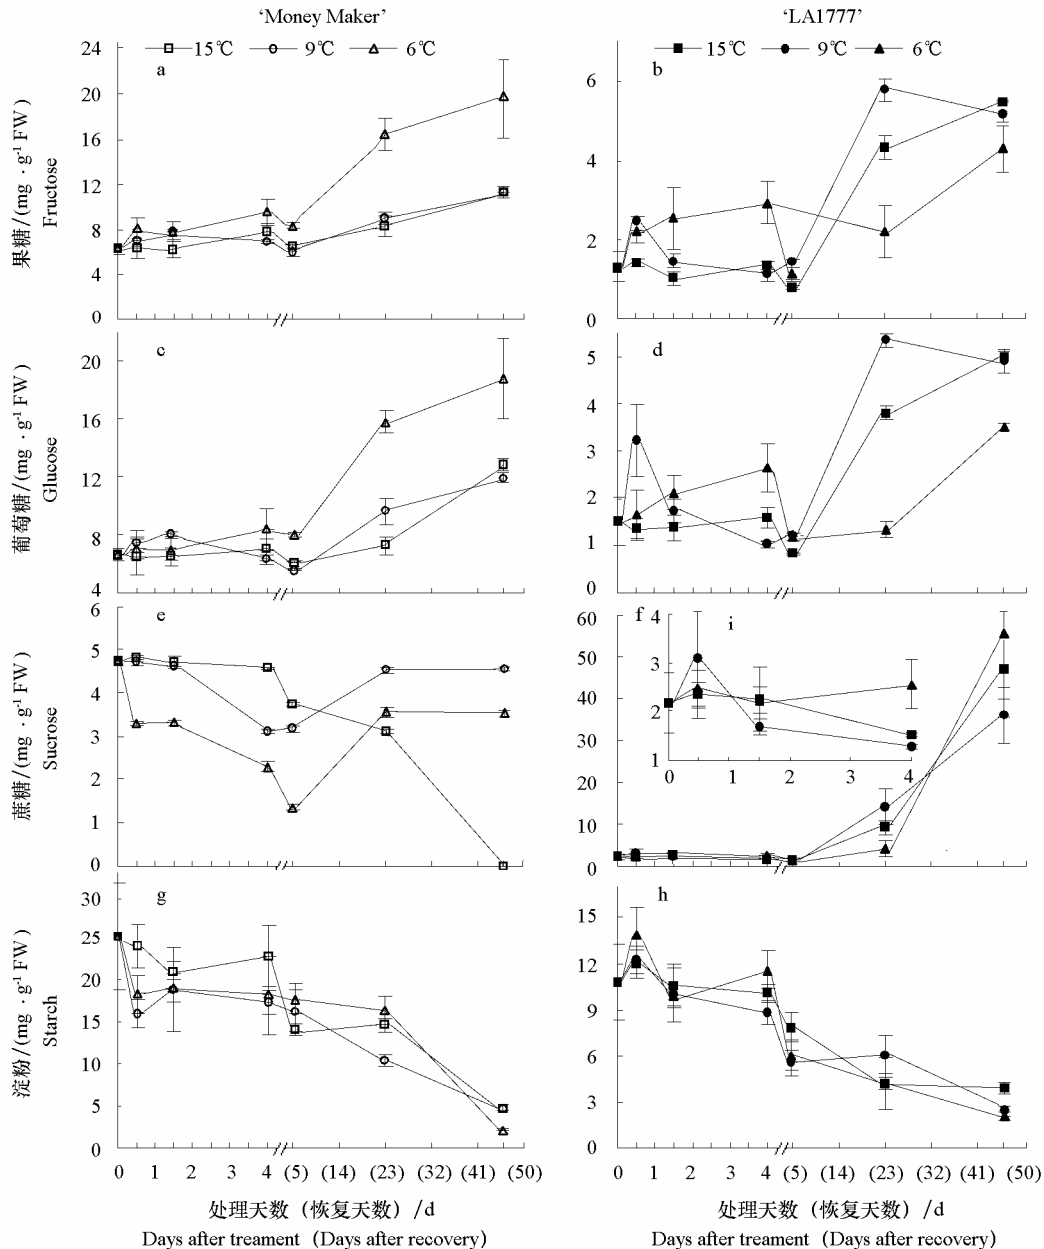 ‘Money Maker’ ‘LA1777’
15℃ 9℃ 6℃ 15℃ 9℃ 6℃
a b
24 20 16 12 8 4 0
果糖/(mg · g-1 FW)
Fructose
6 4 2 0
c d
20 16 12 8 4
葡萄糖/(mg · g-1 FW)
Glucose
5 4 3 2 1 0
e f i
6 5 4 3 2 1 0
蔗糖/(mg · g-1 FW)
Sucrose
60 50 40 30 20 10 0
4 3 2 1
0 1 2 3 4
g h
30 25 20 15 10 5 0
淀粉/(mg · g-1 FW)
Starch
15 12 9 6 3 0
0 1 2 3 4 (5) (14) (23) (32) (41) (50) 0 1 2 3 4 (5) (14) (23) (32) (41) (50)
处理天数（恢复天数）/d 处理天数（恢复天数）/d
Days after treament （Days after recovery） Days after treament （Days after recovery）